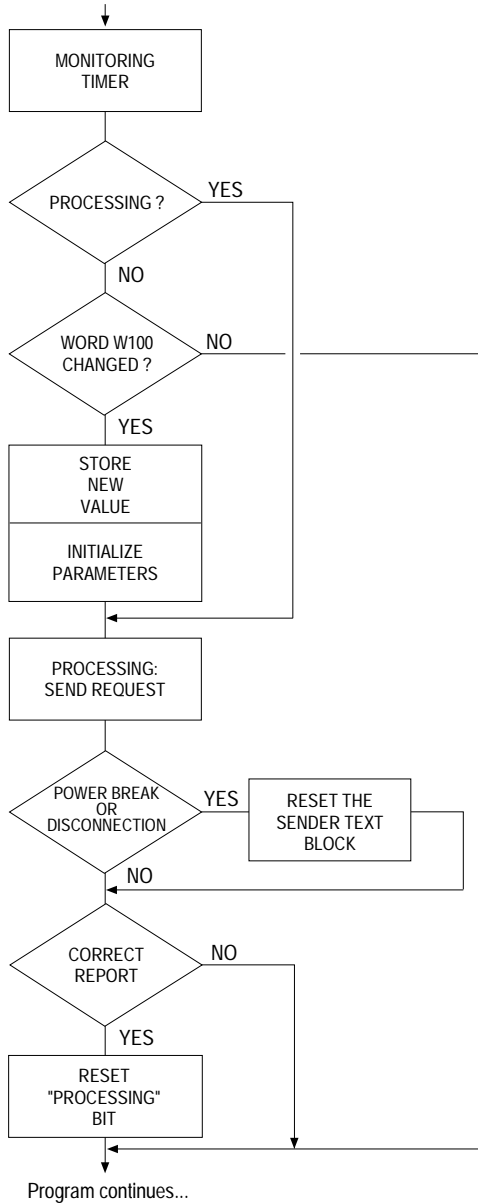 MONITORING
TIMER
PROCESSING ?
YES
NO
WORD W100
CHANGED ?
NO
YES
STORE
NEW
VALUE
INITIALIZE
PARAMETERS
PROCESSING:
SEND REQUEST
POWER BREAK
OR
DISCONNECTION
YES
RESET THE
SENDER TEXT
BLOCK
NO
CORRECT
REPORT
NO
YES
RESET
"PROCESSING"
BIT
Program continues...